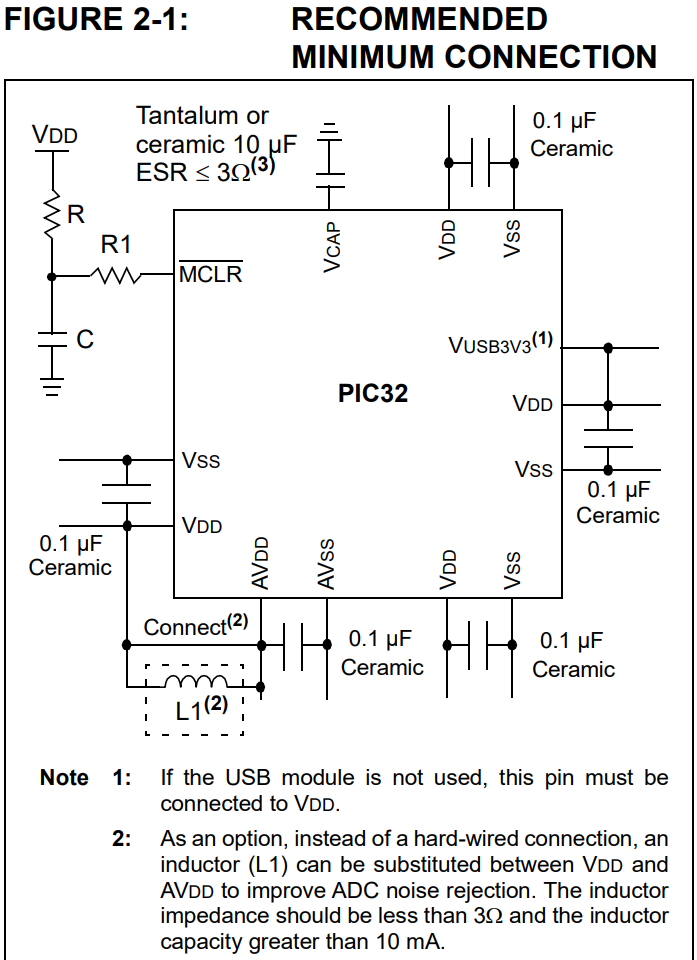 FIGURE 2-1: RECOMMENDED
MINIMUM CONNECTION
Tantalum or
ceramic 10 µF
ESR ≤ 3Ω(3)
0.1 µF
Ceramic
VDD
R
R1
C
MCLR
VCAP
VDD
VSS
VUSB3V3(1)
PIC32
VDD
VSS
0.1 µF
Ceramic
VSS
VDD
0.1 µF
Ceramic
AVDD
AVSS
VDD
VSS
Connect(2)
0.1 µF
Ceramic
0.1 µF
Ceramic
L1(2)
Note 1: If the USB module is not used, this pin must be
connected to VDD.
2: As an option, instead of a hard-wired connection, an
inductor (L1) can be substituted between VDD and
AVDD to improve ADC noise rejection. The inductor
impedance should be less than 3Ω and the inductor
capacity greater than 10 mA.